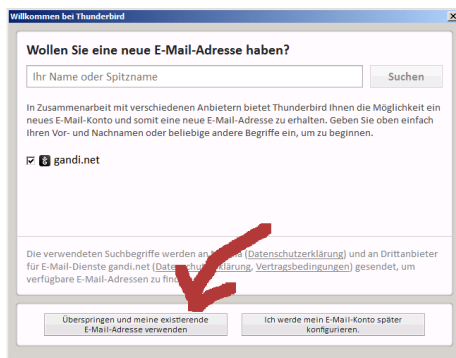 Willkommen bei Thunderbird
Wollen Sie eine neue E-Mail-Adresse haben?
Ihr Name oder Spitzname
Suchen
In Zusammenarbeit mit verschiedenen Anbietern bietet Thunderbird Ihnen die Möglichkeit ein
neues E-Mail-Konto und somit eine neue E-Mail-Adresse zu erhalten. Geben Sie oben einfach
Ihren Vor- und Nachnamen oder beliebige andere Begriffe ein, um zu beginnen.
gandi.net
Die verwendeten Suchbegriffe werden an (Datenschutzerklärung) und an Drittanbieter
für E-Mail-Dienste gandi.net (Vertragsbedingungen) gesendet, um
verfügbare E-Mail-Adressen zu
Überspringen und meine existierende
E-Mail-Adresse verwenden
Ich werde mein E-Mail-Konto später
konfigurieren.